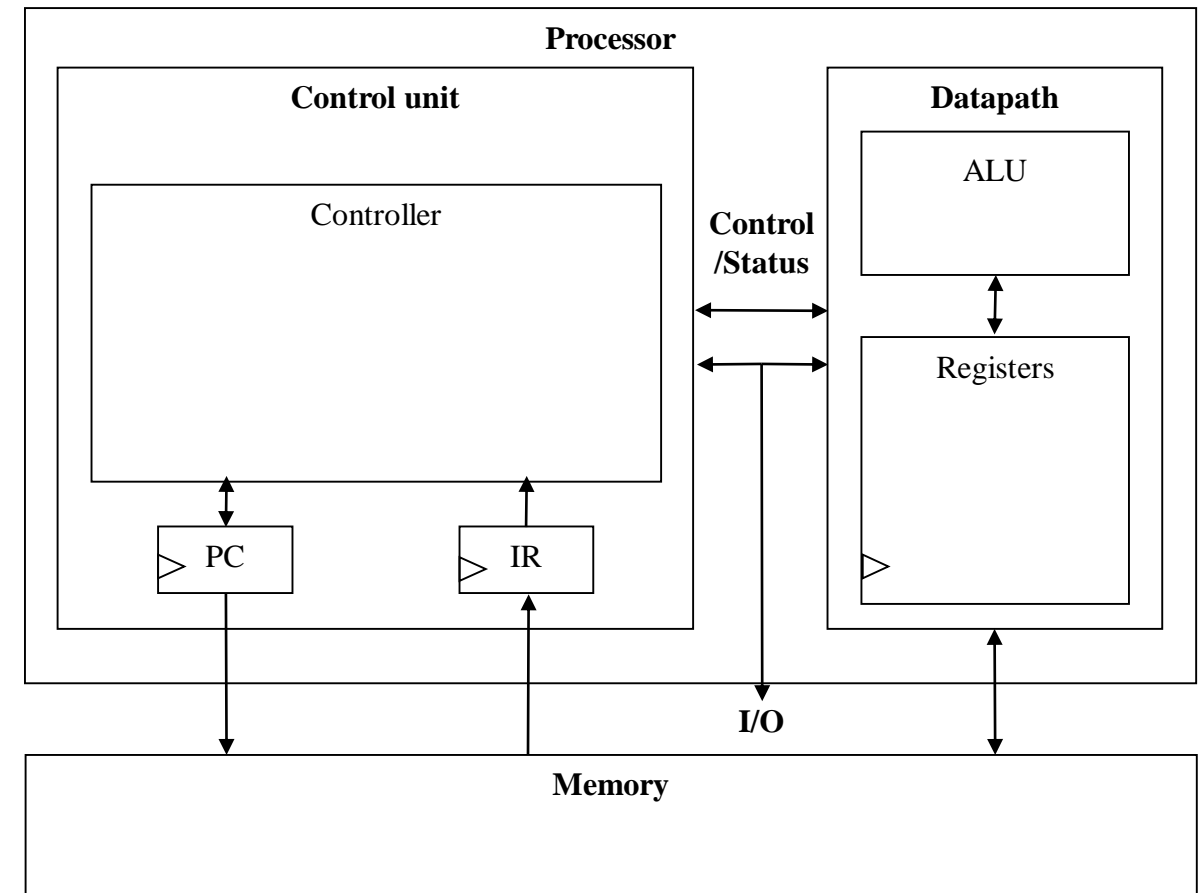 Processor
Control unit
Datapath
ALU
Controller
Control
/Status
Registers
PC
IR
I/O
Memory